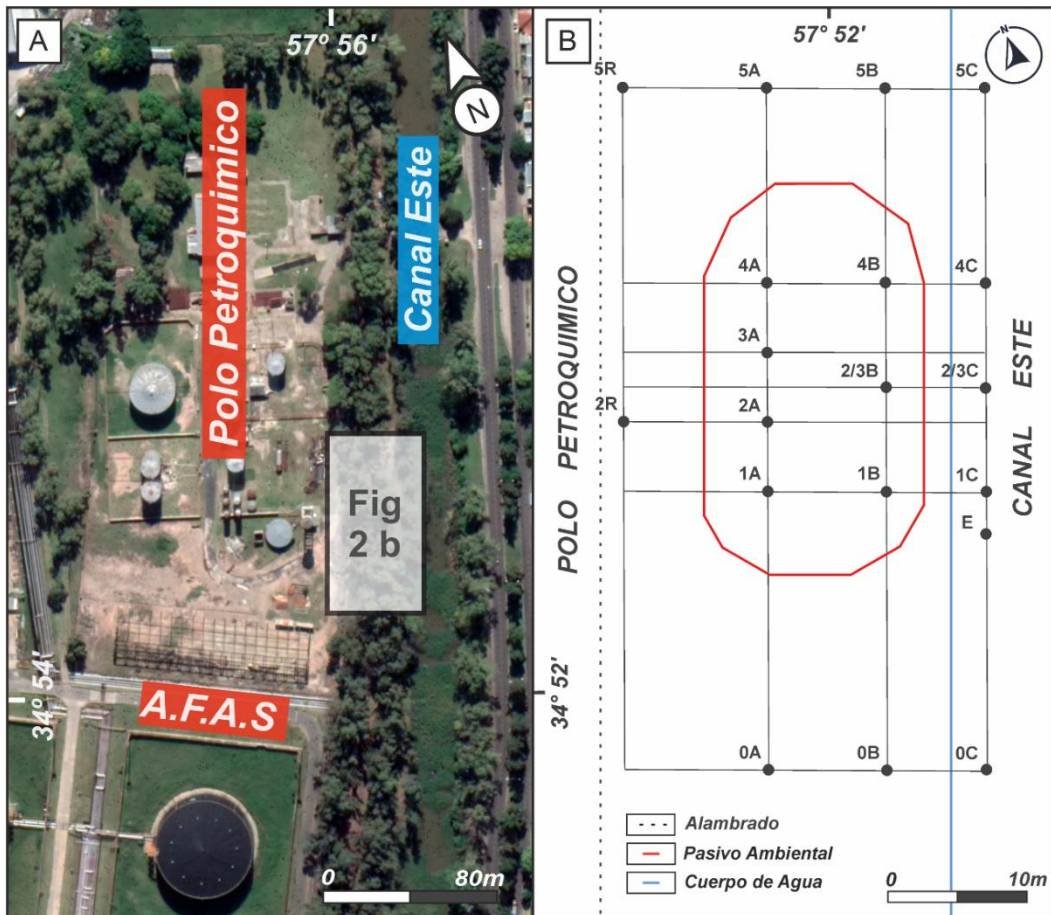 A
57° 56'
N
Polo Petroquimico
Canal Este
Fig
2 b
34° 54'
A.F.A.S
0 80m
B
57° 52'
N
5R 5A 5B 5C
4A 4B 4C
3A
2/3B 2/3C
2R 2A
1A 1B 1C
E
0A 0B 0C
POLO PETROQUIMICO
CANAL ESTE
34° 52'
Alambrado
Pasivo Ambiental
Cuerpo de Agua
0 10m